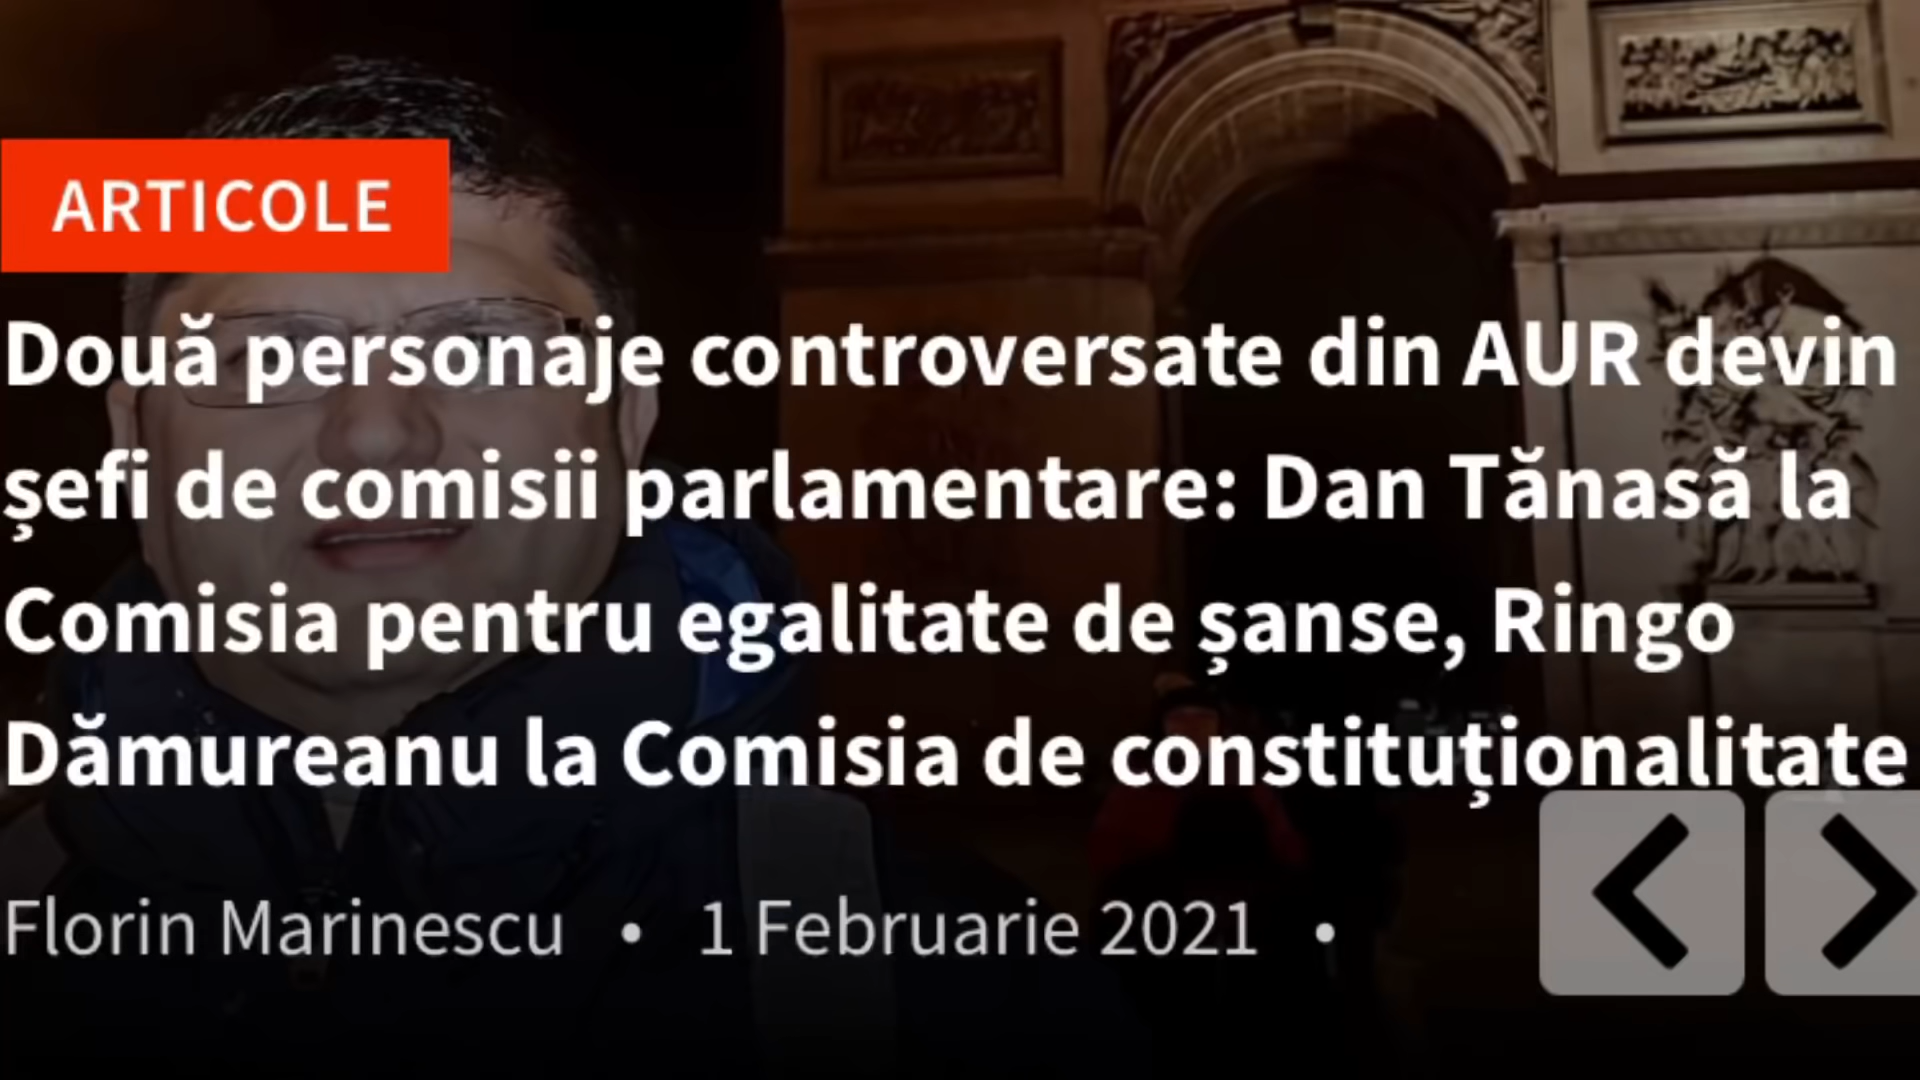 ARTICOLE
Două personaje controversate din AUR devin
șefi de comisii parlamentare: Dan Tănasă la
Comisia pentru egalitate de șanse, Ringo
Dămureanu la Comisia de constituționalitate
Florin Marinescu • 1 Februarie 2021 •